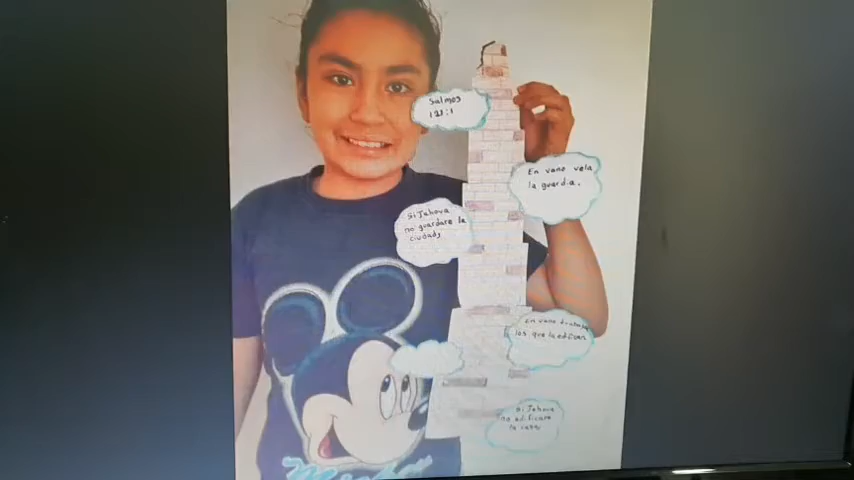 Salmos
121:1
En vano vela
la guardia.
Si Jehova
no guardare la
ciudad,
En vano trabajan
los que la edifican
Si Jehova
no edificare
la casa,